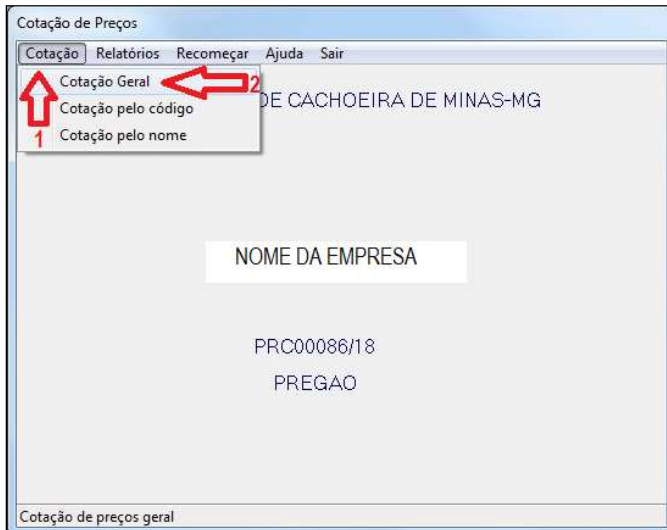 Cotação de Preços
Cotação Relatórios Recomeçar Ajuda Sair
Cotação Geral 2
DE CACHOEIRA DE MINAS-MG
Cotação pelo código
1 Cotação pelo nome
NOME DA EMPRESA
PRC00086/18
PREGAO
Cotação de preços geral